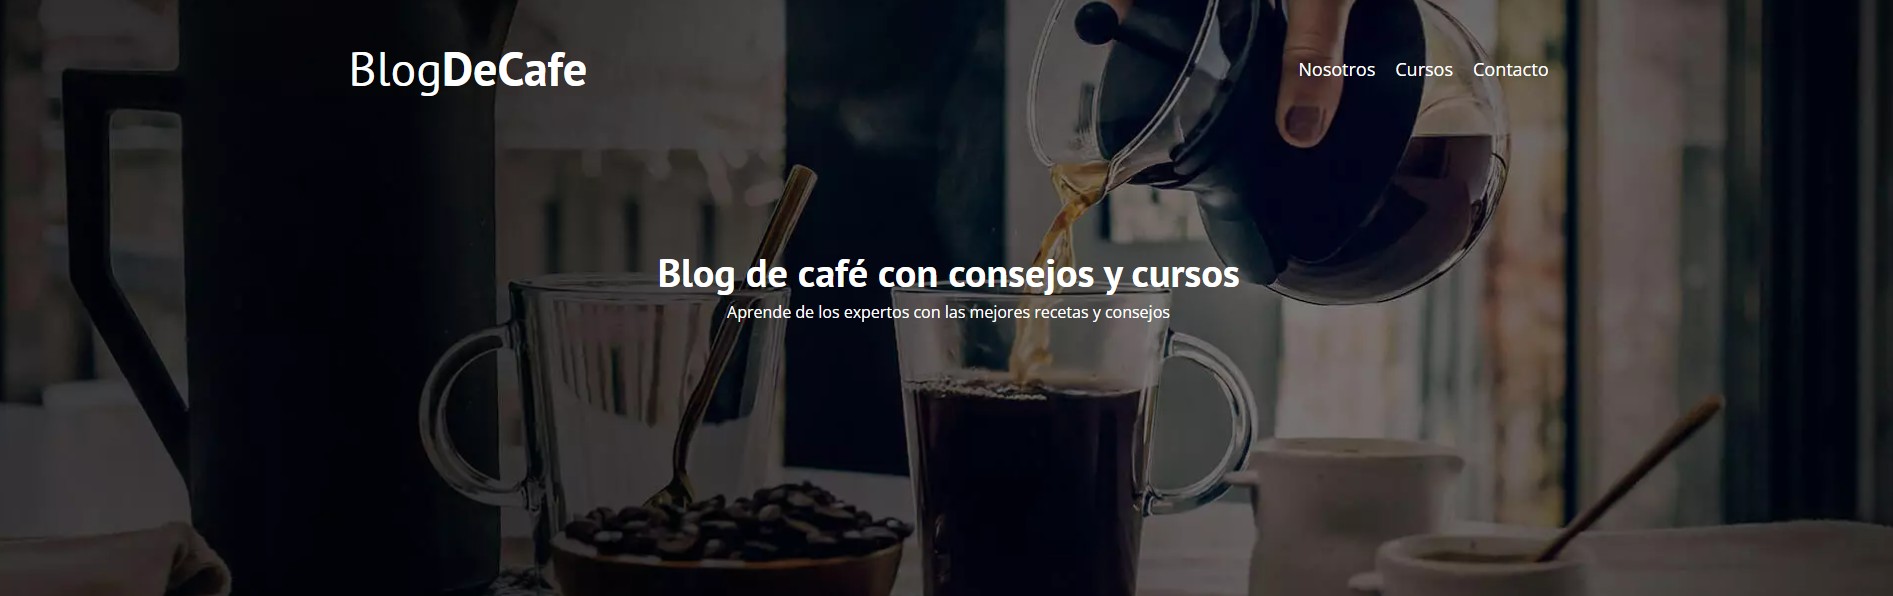 BlogDeCafe
Nosotros Cursos Contacto
Blog de café con consejos y cursos
Aprende de los expertos con las mejores recetas y consejos